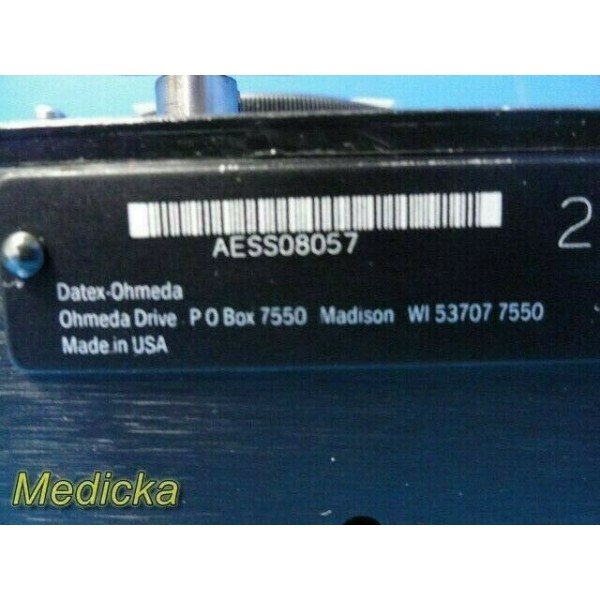 AESS08057
2
Datex-Ohmeda
Ohmeda Drive P O Box 7550 Madison WI 53707 7550
Made in USA
Medicka